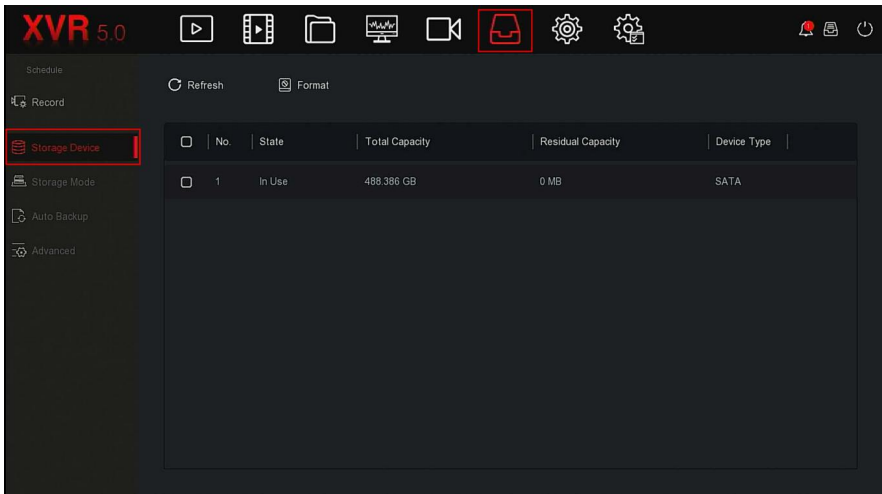 XVR 5.0
Schedule
Record
Storage Device
Storage Mode
Auto Backup
Advanced
Refresh Format
No. State Total Capacity Residual Capacity Device Type
1 In Use 488.386 GB 0 MB SATA